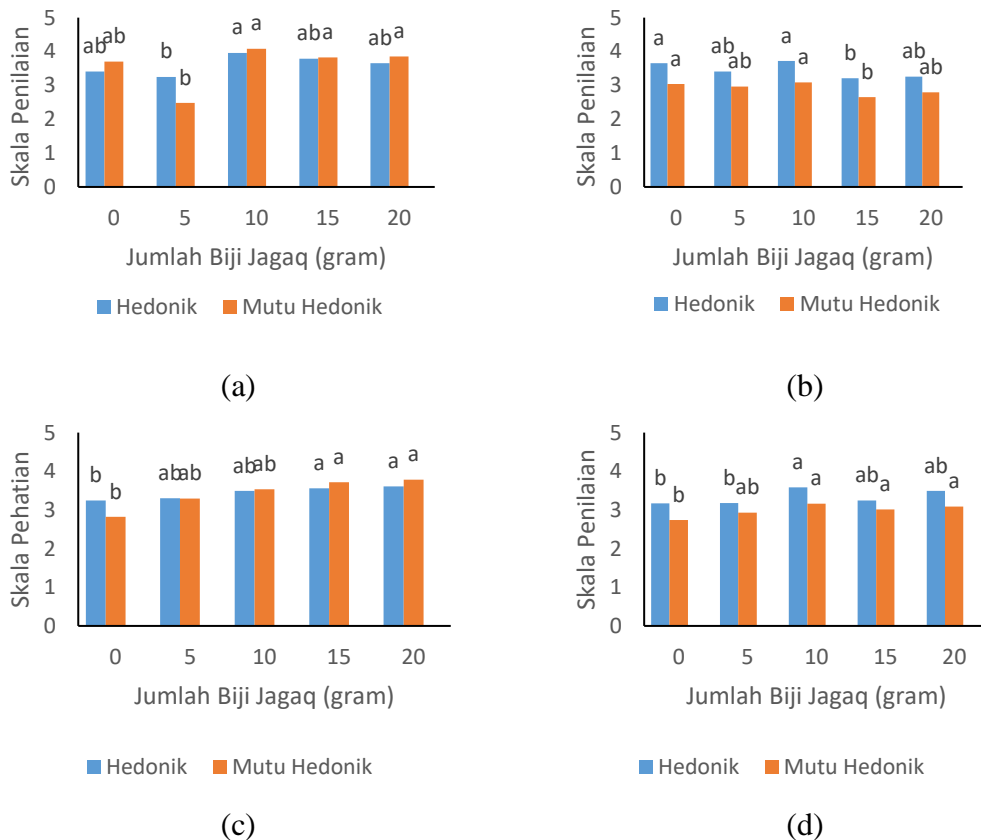 5
4
3
2
1
0
Skala Penilaian
ab ab b b a a ab a ab a
0 5 10 15 20
Jumlah Biji Jagaq (gram)
Hedonik Mutu Hedonik
(a)
5
4
3
2
1
0
Skala Penilaian
a a ab ab a a b b ab ab
0 5 10 15 20
Jumlah Biji Jagaq (gram)
Hedonik Mutu Hedonik
(b)
5
4
3
2
1
0
Skala Pehatian
b b ab ab ab ab a a a a
0 5 10 15 20
Jumlah Biji Jagaq (gram)
Hedonik Mutu Hedonik
(c)
5
4
3
2
1
0
Skala Penilaian
b b b ab a a ab a ab a
0 5 10 15 20
Jumlah Biji Jagaq (gram)
Hedonik Mutu Hedonik
(d)